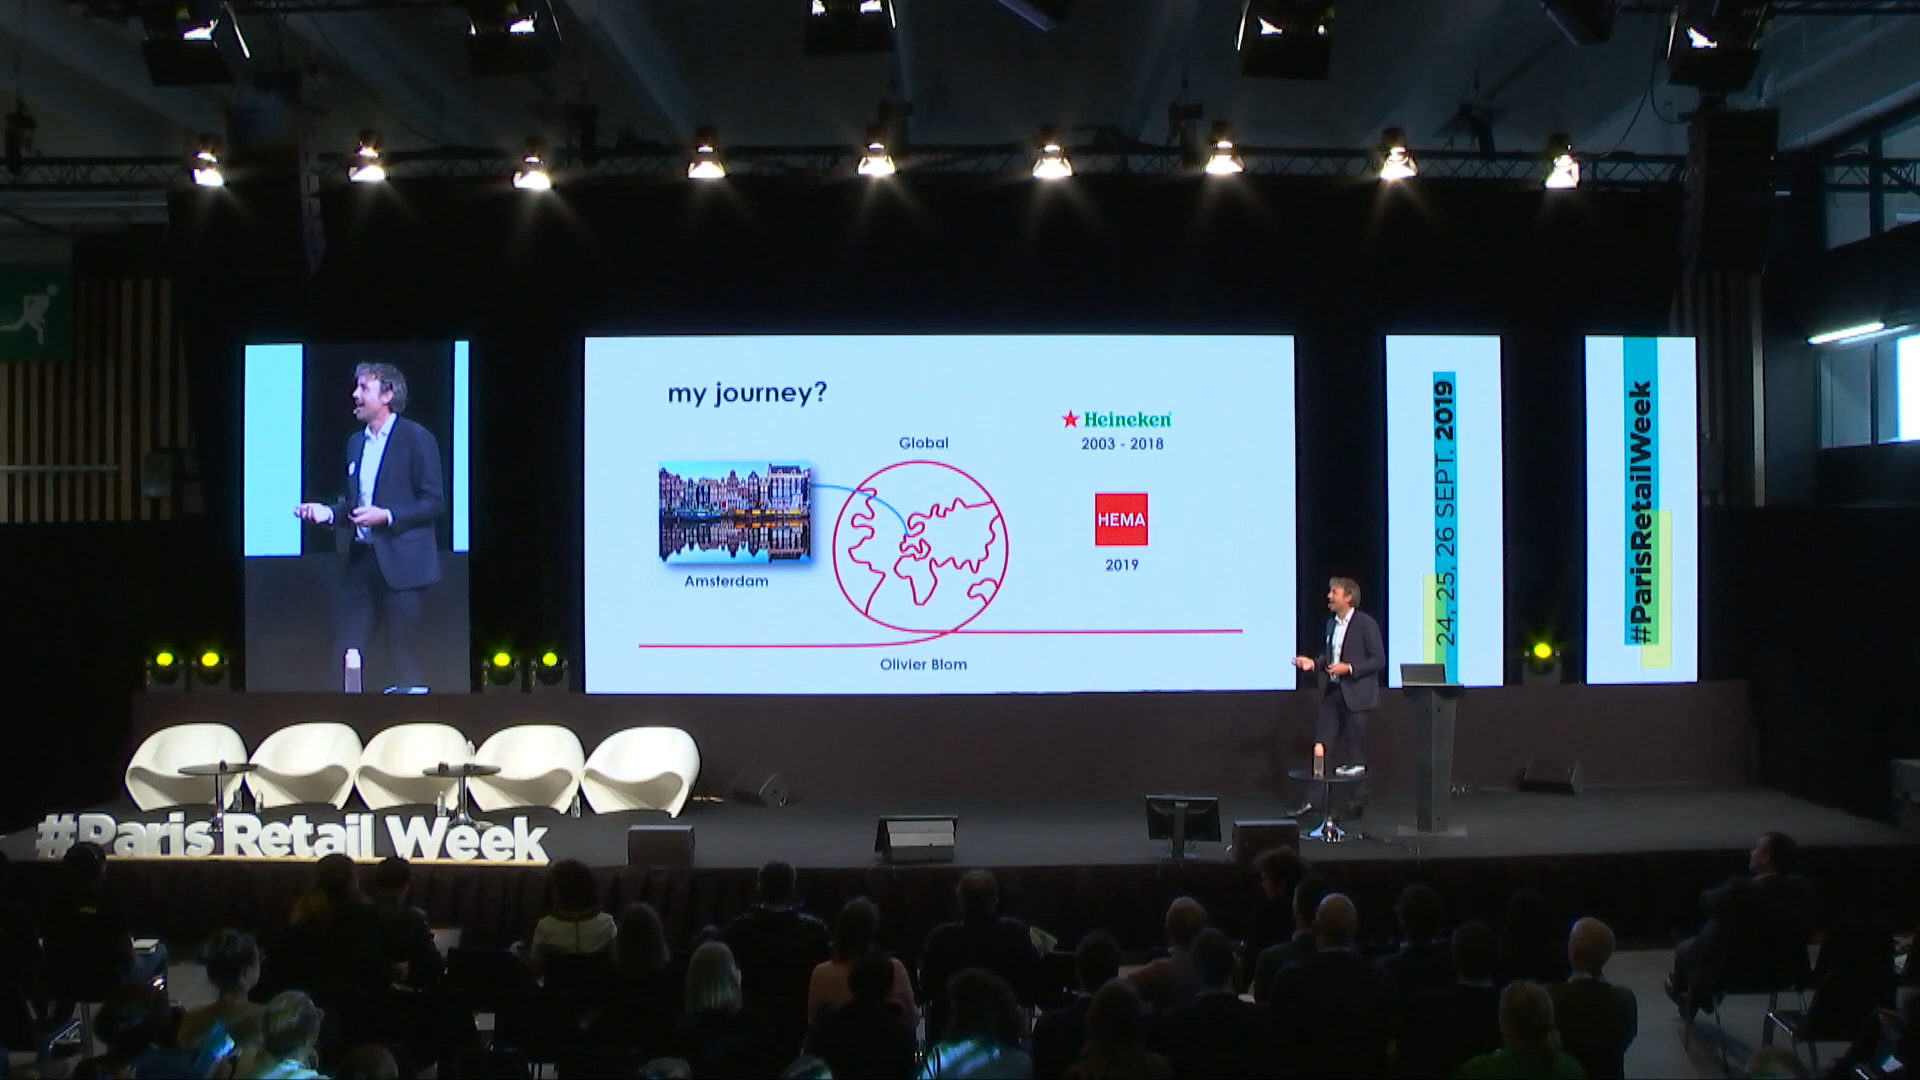 my journey?
Global
Amsterdam
Heineken
2003 - 2018
HEMA
2019
Olivier Blom
24, 25, 26 SEPT. 2019
#ParisRetailWeek
#Paris Retail Week